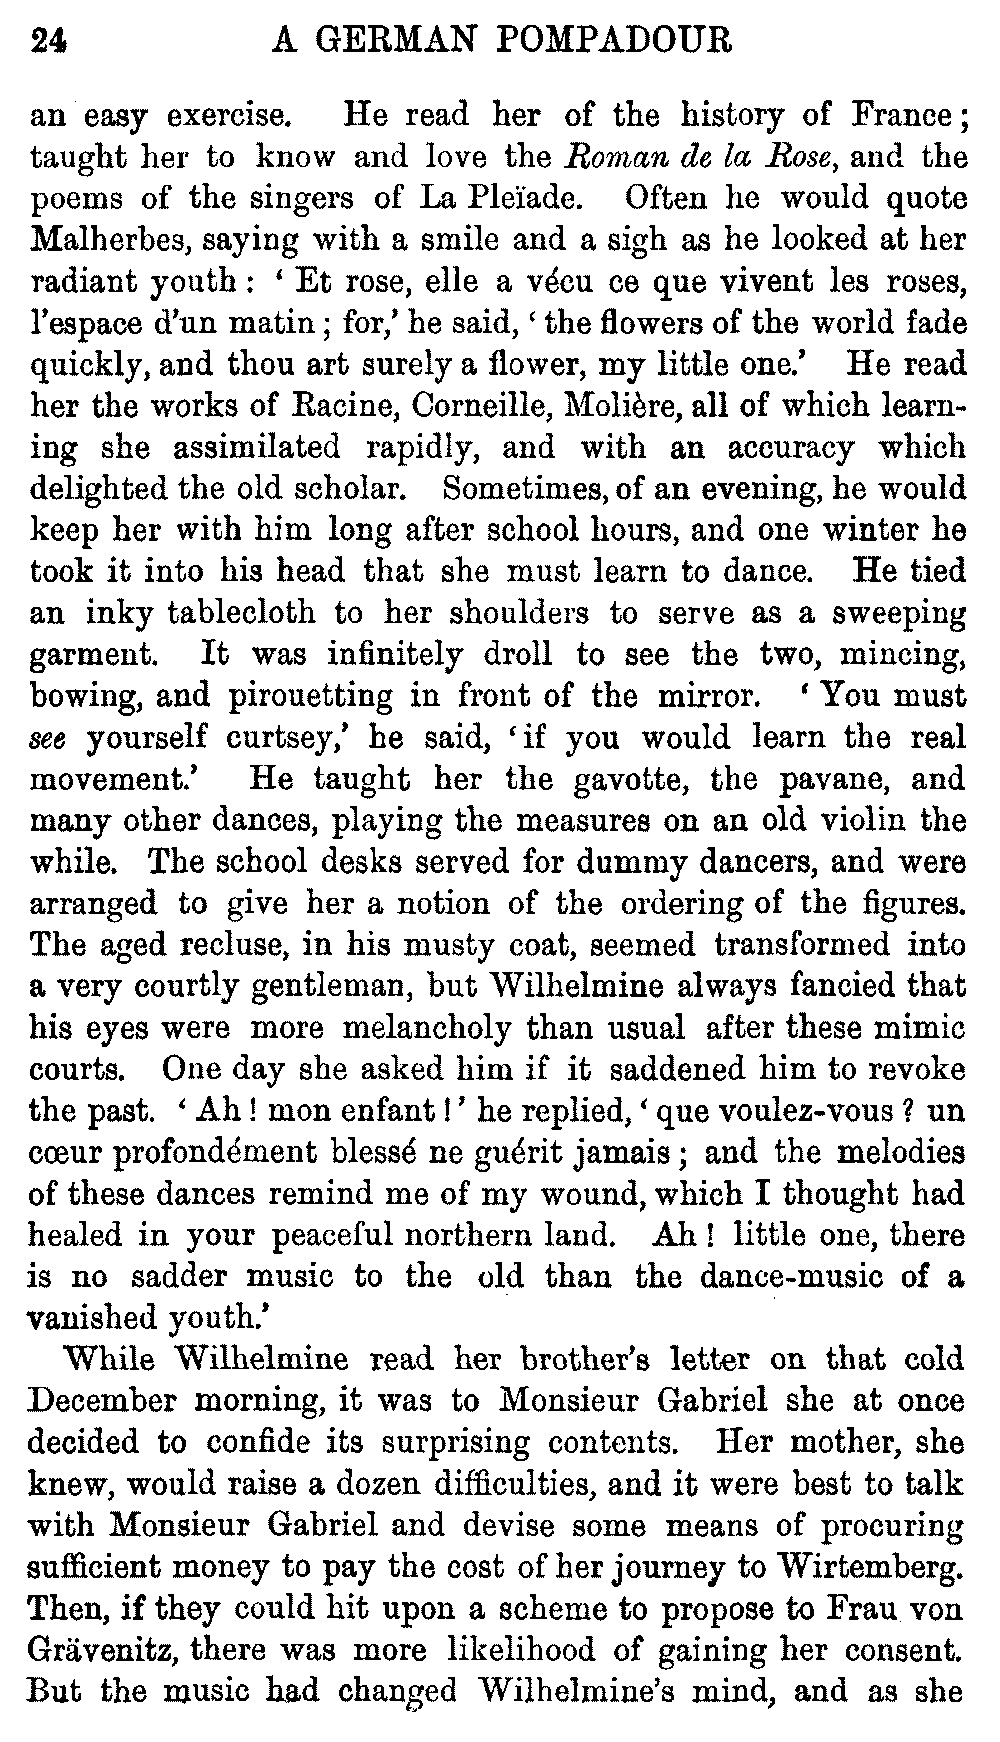 24 A GERMAN POMPADOUR
an easy exercise. He read her of the history of France;
taught her to know and love the Roman de la Rose, and the
poems of the singers of La Pleïade. Often he would quote
Malherbes, saying with a smile and a sigh as he looked at her
radiant youth: ‘Et rose, elle a vécu ce que vivent les roses,
l'espace d'un matin; for,’ he said, ‘the flowers of the world fade
quickly, and thou art surely a flower, my little one.’ He read
her the works of Racine, Corneille, Molière, all of which learn-
ing she assimilated rapidly, and with an accuracy which
delighted the old scholar. Sometimes, of an evening, he would
keep her with him long after school hours, and one winter he
took it into his head that she must learn to dance. He tied
an inky tablecloth to her shoulders to serve as a sweeping
garment. It was infinitely droll to see the two, mincing,
bowing, and pirouetting in front of the mirror. ‘You must
see yourself curtsey,’ he said, ‘if you would learn the real
movement.’ He taught her the gavotte, the pavane, and
many other dances, playing the measures on an old violin the
while. The school desks served for dummy dancers, and were
arranged to give her a notion of the ordering of the figures.
The aged recluse, in his musty coat, seemed transformed into
a very courtly gentleman, but Wilhelmine always fancied that
his eyes were more melancholy than usual after these mimic
courts. One day she asked him if it saddened him to revoke
the past. ‘Ah! mon enfant!’ he replied, ‘que voulez-vous? un
cœur profondément blessé ne guérit jamais; and the melodies
of these dances remind me of my wound, which I thought had
healed in your peaceful northern land. Ah! little one, there
is no sadder music to the old than the dance-music of a
vanished youth.’
While Wilhelmine read her brother's letter on that cold
December morning, it was to Monsieur Gabriel she at once
decided to confide its surprising contents. Her mother, she
knew, would raise a dozen difficulties, and it were best to talk
with Monsieur Gabriel and devise some means of procuring
sufficient money to pay the cost of her journey to Wirtemberg.
Then, if they could hit upon a scheme to propose to Frau von
Grävenitz, there was more likelihood of gaining her consent.
But the music had changed Wilhelmine's mind, and as she